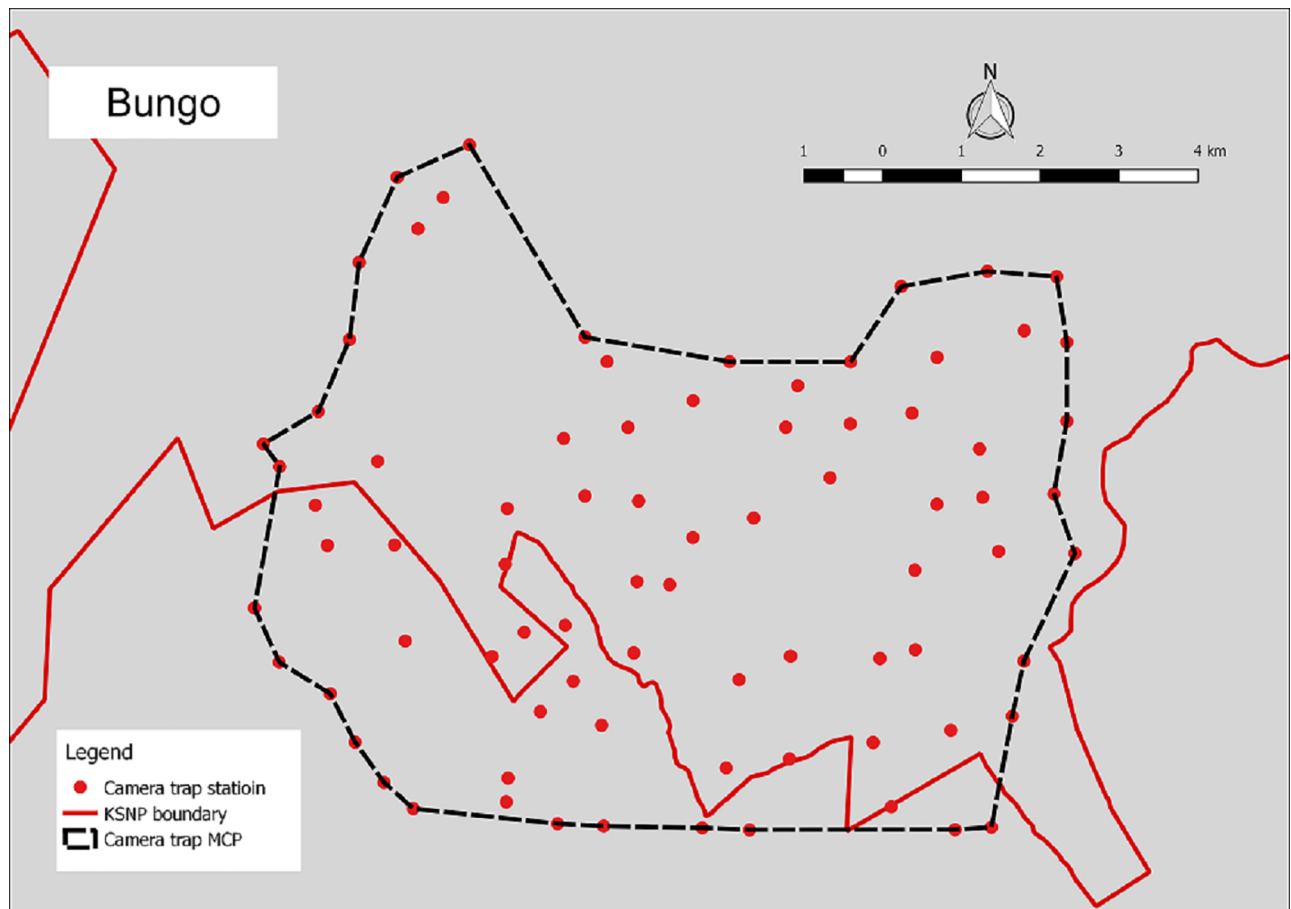 Bungo
N
1 0 1 2 3 4 km
Legend
Camera trap statioin
KSNP boundary
Camera trap MCP